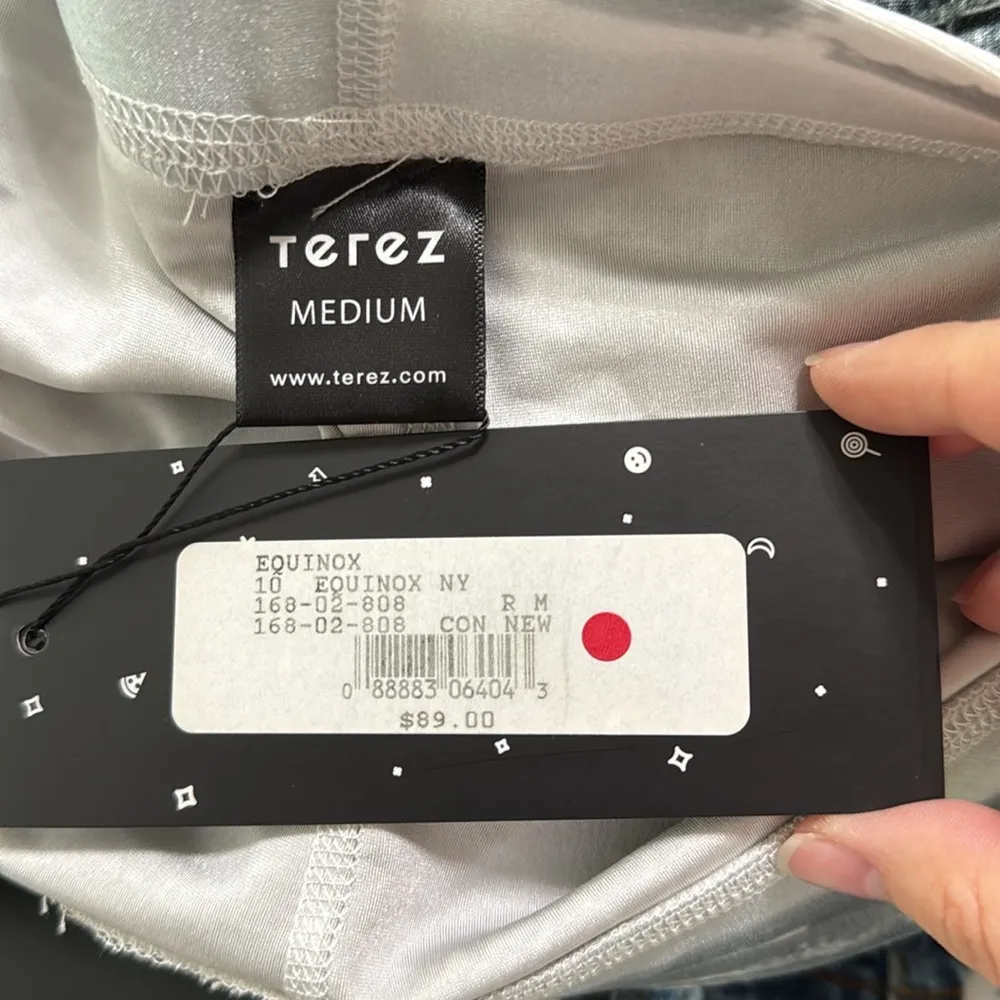 Terez
MEDIUM
www.terez.com
EQUINOX
10 EQUINOX NY
168-02-808 R M
168-02-808 CON NEW
0 88883 06404 3
$89.00